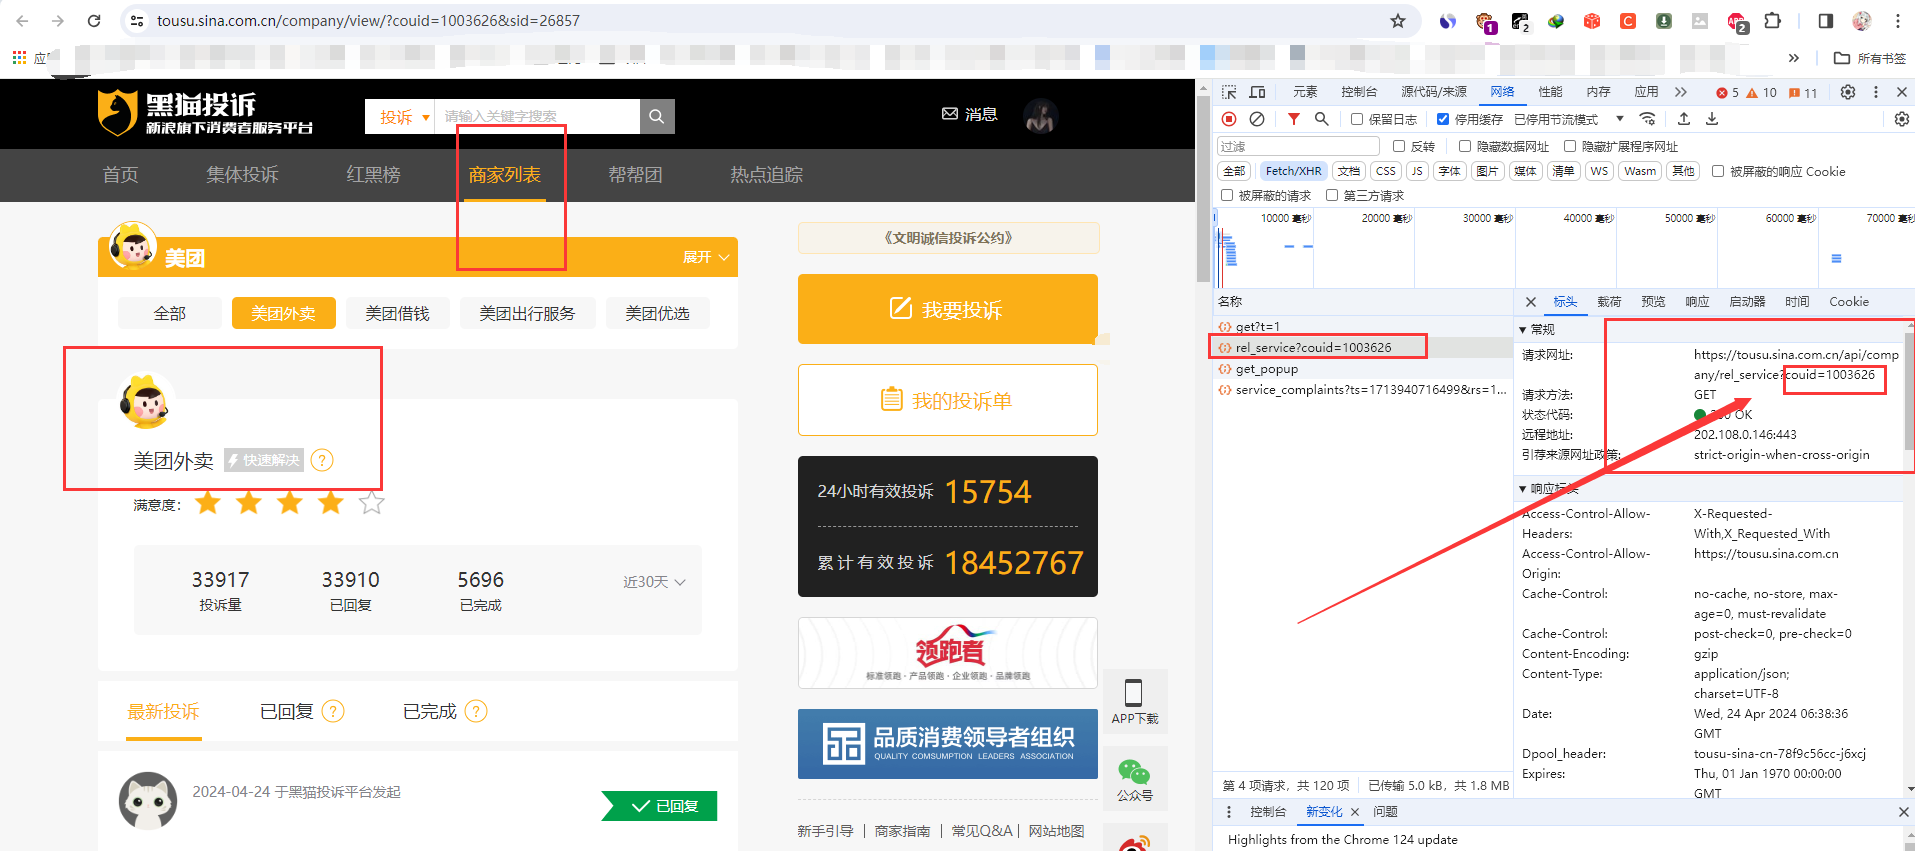 tousu.sina.com.cn/company/view/?couid=1003626&sid=26857
1
2
2
所有书签
黑猫投诉
新浪旗下消费者服务平台
投诉
请输入关键字搜索
消息
首页
集体投诉
红黑榜
商家列表
帮帮团
热点追踪
美团
展开
全部
美团外卖
美团借钱
美团出行服务
美团优选
美团外卖
快速解决
?
满意度:
33917
33910
5696
投诉量
已回复
已完成
近30天
最新投诉
已回复 ?
已完成 ?
2024-04-24 于黑猫投诉平台发起
已回复
《文明诚信投诉公约》
我要投诉
我的投诉单
24小时有效投诉 15754
累计有效投诉 18452767
领跑者
标准领跑·产品领跑·企业领跑·品牌领跑
品质消费领导者组织
QUALITY COMSUMPTION LEADERS ASSOCIATION
新手引导 | 商家指南 | 常见Q&A | 网站地图
APP下载
公众号
元素
控制台
源代码/来源
网络
性能
内存
应用
5
10
11
保留日志
停用缓存
已停用节流模式
过滤
反转
隐藏数据网址
隐藏扩展程序网址
全部
Fetch/XHR
文档
CSS
JS
字体
图片
媒体
清单
WS
Wasm
其他
被屏蔽的响应 Cookie
被屏蔽的请求
第三方请求
10000 毫秒
20000 毫秒
30000 毫秒
40000 毫秒
50000 毫秒
60000 毫秒
70000 毫秒
名称
get?t=1
rel_service?couid=1003626
get_popup
service_complaints?ts=1713940716499&rs=1...
标头
载荷
预览
响应
启动器
时间
Cookie
常规
请求网址:
https://tousu.sina.com.cn/api/comp
any/rel_service?couid=1003626
请求方法:
GET
状态代码:
OK
远程地址:
202.108.0.146:443
引荐来源网址政策:
strict-origin-when-cross-origin
响应标头
Access-Control-Allow-
Headers:
X-Requested-
With,X_Requested_With
Access-Control-Allow-
Origin:
https://tousu.sina.com.cn
Cache-Control:
no-cache, no-store, max-
age=0, must-revalidate
Cache-Control:
post-check=0, pre-check=0
Content-Encoding:
gzip
Content-Type:
application/json;
charset=UTF-8
Date:
Wed, 24 Apr 2024 06:38:36
GMT
Dpool_header:
tousu-sina-cn-78f9c56cc-j6xcj
Expires:
Thu, 01 Jan 1970 00:00:00
GMT
第 4 项请求，共 120 项
已传输 5.0 kB，共 1.8 MB
控制台
新变化
问题
Highlights from the Chrome 124 update